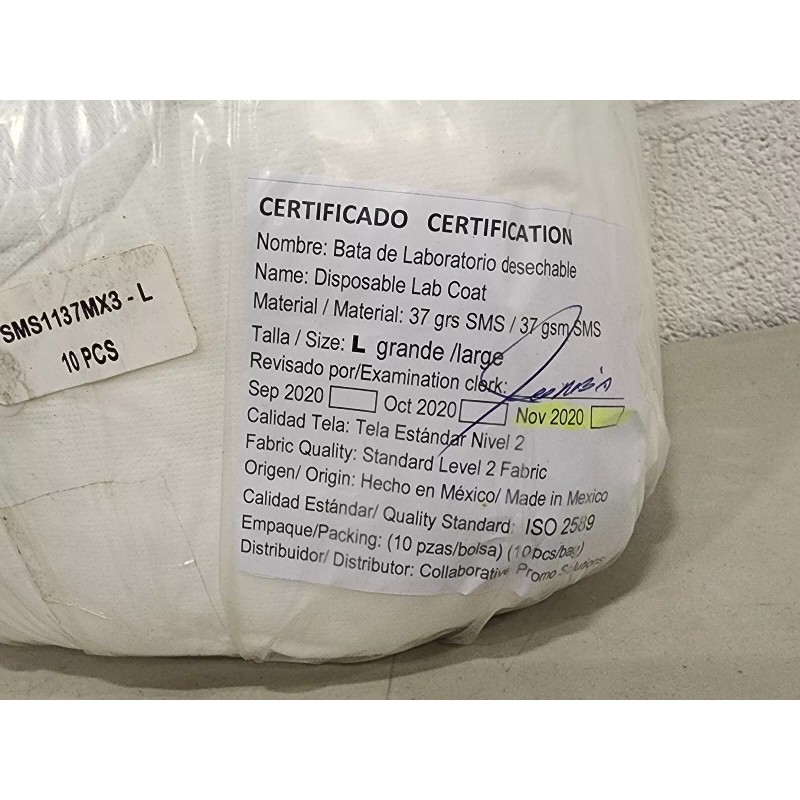 SMS1137MX3 - L
10 PCS
CERTIFICADO CERTIFICATION
Nombre: Bata de Laboratorio desechable
Name: Disposable Lab Coat
Material / Material: 37 grs SMS / 37 gsm SMS
Talla / Size: L grande /large
Revisado por/Examination clerk:
Sep 2020 Oct 2020 Nov 2020
Calidad Tela: Tela Estándar Nivel 2
Fabric Quality: Standard Level 2 Fabric
Origen/ Origin: Hecho en México/ Made in Mexico
Calidad Estándar/ Quality Standard: ISO 2589
Empaque/Packing: (10 pzas/bolsa) (10pcs/bag)
Distribuidor/ Distributor: Collaborative Promo Solutions